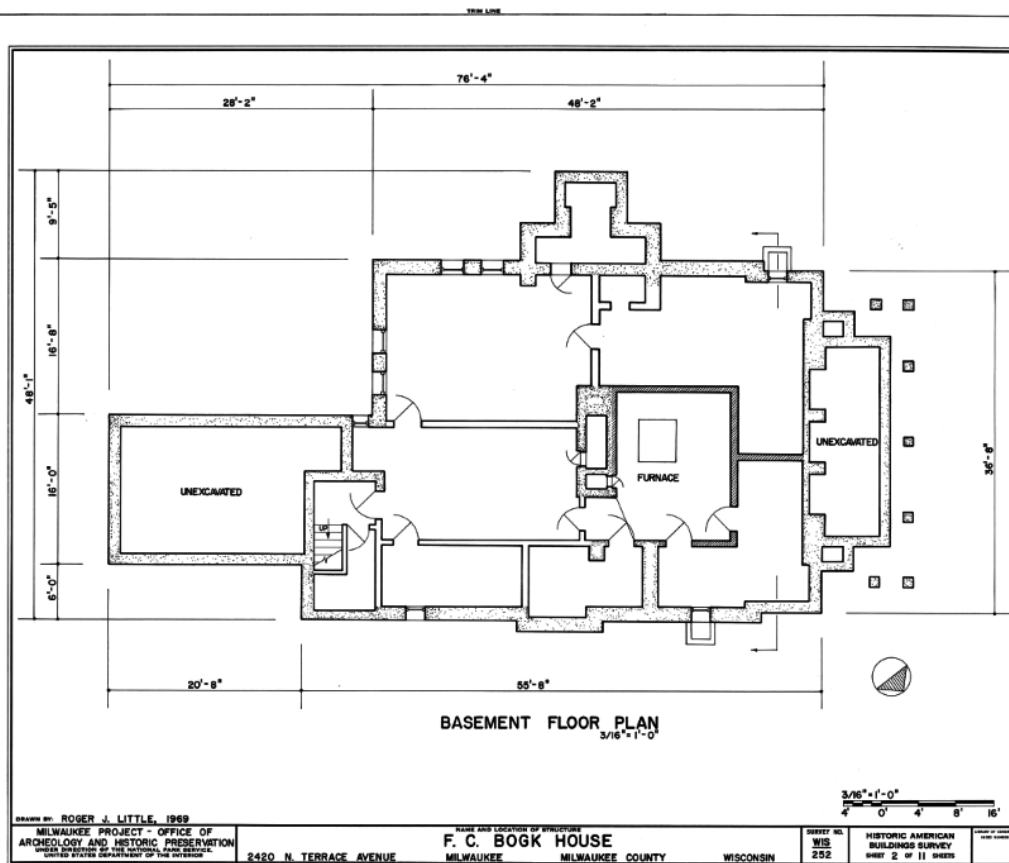 TRIM LINE
76'-4"
28'-2"
48'-2"
9'-5"
16'-8"
48'-1"
16'-0"
6'-0"
36'-8"
UNEXCAVATED
FURNACE
UNEXCAVATED
UP
20'-8"
55'-8"
BASEMENT FLOOR PLAN
3/16"=1'-0"
3/16"=1'-0"
4' 0' 4' 8' 16'
DRAWN BY: ROGER J. LITTLE, 1969
MILWAUKEE PROJECT - OFFICE OF
ARCHEOLOGY AND HISTORIC PRESERVATION
UNDER DIRECTION OF THE NATIONAL PARK SERVICE,
UNITED STATES DEPARTMENT OF THE INTERIOR
NAME AND LOCATION OF STRUCTURE
F. C. BOGK HOUSE
2420 N. TERRACE AVENUE MILWAUKEE MILWAUKEE COUNTY WISCONSIN
SURVEY NO.
WIS
252
HISTORIC AMERICAN
BUILDINGS SURVEY
SHEET 2 OF 11 SHEETS